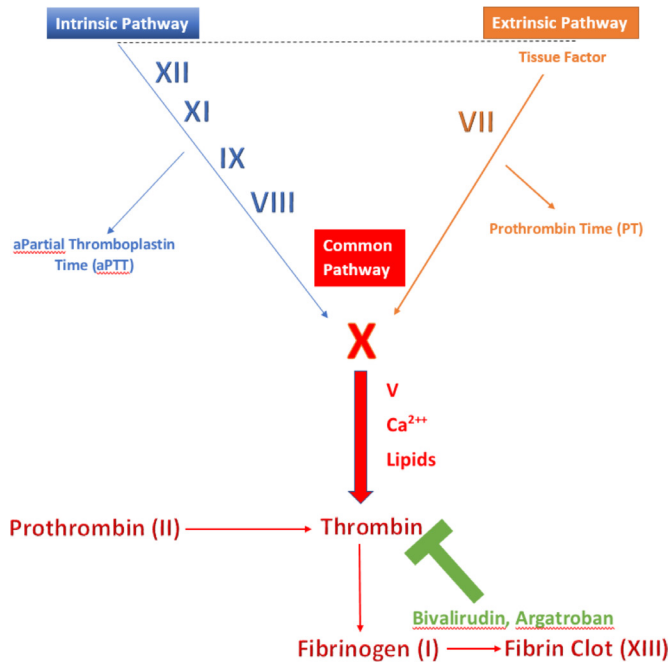 Intrinsic Pathway
Extrinsic Pathway
Tissue Factor
XII
XI
IX
VIII
VII
aPartial Thromboplastin
Time (aPTT)
Prothrombin Time (PT)
Common
Pathway
X
V
Ca²⁺⁺
Lipids
Prothrombin (II)
Thrombin
Bivalirudin, Argatroban
Fibrinogen (I)
Fibrin Clot (XIII)